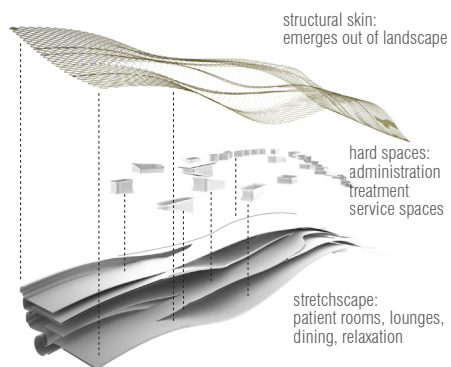 structural skin:
emerges out of landscape
hard spaces:
administration
treatment
service spaces
stretchscape:
patient rooms, lounges,
dining, relaxation